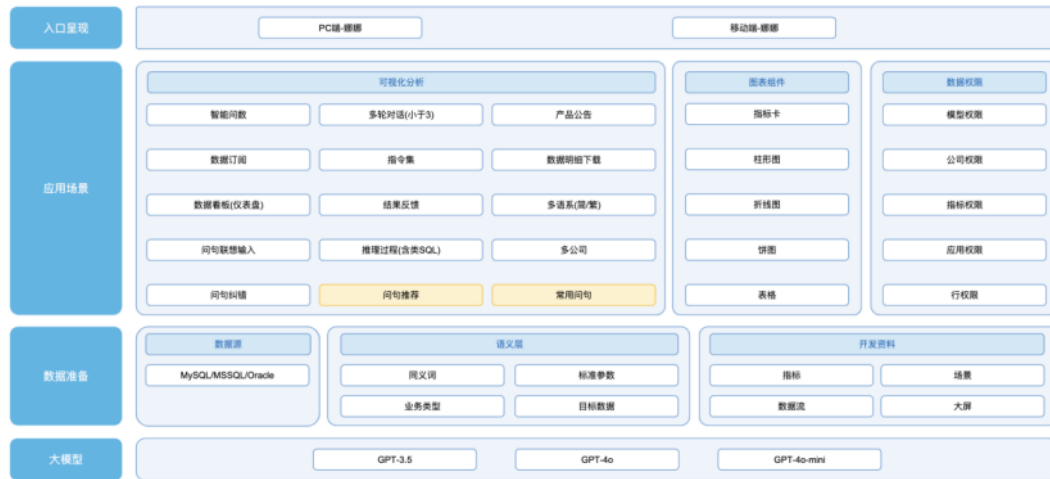 入口呈现
PC端-娜娜
移动端-娜娜
应用场景
可视化分析
智能问数
多轮对话(小于3)
产品公告
数据订阅
指令集
数据明细下载
数据看板(仪表盘)
结果反馈
多语系(简/繁)
问句联想输入
推理过程(含类SQL)
多公司
问句纠错
问句推荐
常用问句
图表组件
指标卡
柱形图
折线图
饼图
表格
数据权限
模型权限
公司权限
指标权限
应用权限
行权限
数据准备
数据源
MySQL/MSSQL/Oracle
语义层
同义词
标准参数
业务类型
目标数据
开发资料
指标
场景
数据流
大屏
大模型
GPT-3.5
GPT-4o
GPT-4o-mini